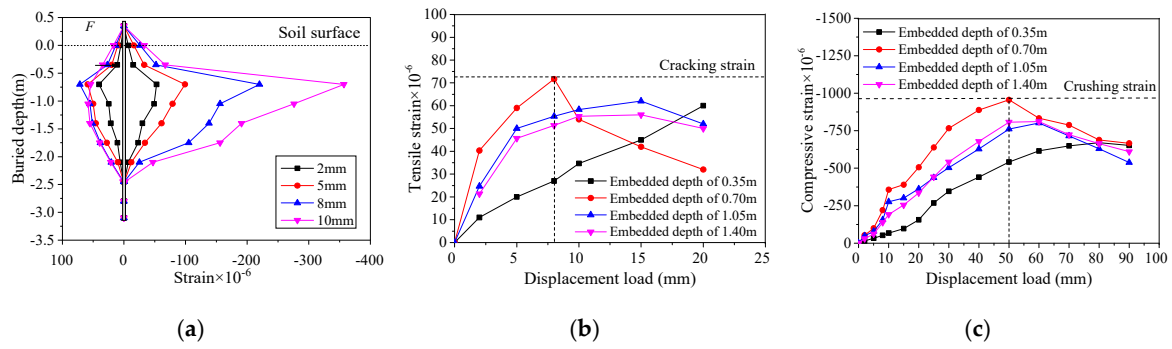 F
Soil surface
0.5
0.0
-0.5
-1.0
-1.5
-2.0
-2.5
-3.0
-3.5
Buried depth(m)
2mm
5mm
8mm
10mm
100 0 -100 -200 -300 -400
Strain×10-6
(a)
100
90
80
70
60
50
40
30
20
10
0
Tensile strain×10-6
Cracking strain
Embedded depth of 0.35m
Embedded depth of 0.70m
Embedded depth of 1.05m
Embedded depth of 1.40m
0 5 10 15 20 25
Displacement load (mm)
(b)
-1500
-1250
-1000
-750
-500
-250
0
Compressive strain×10-6
Embedded depth of 0.35m
Embedded depth of 0.70m
Embedded depth of 1.05m
Embedded depth of 1.40m
Crushing strain
0 10 20 30 40 50 60 70 80 90 100
Displacement load (mm)
(c)